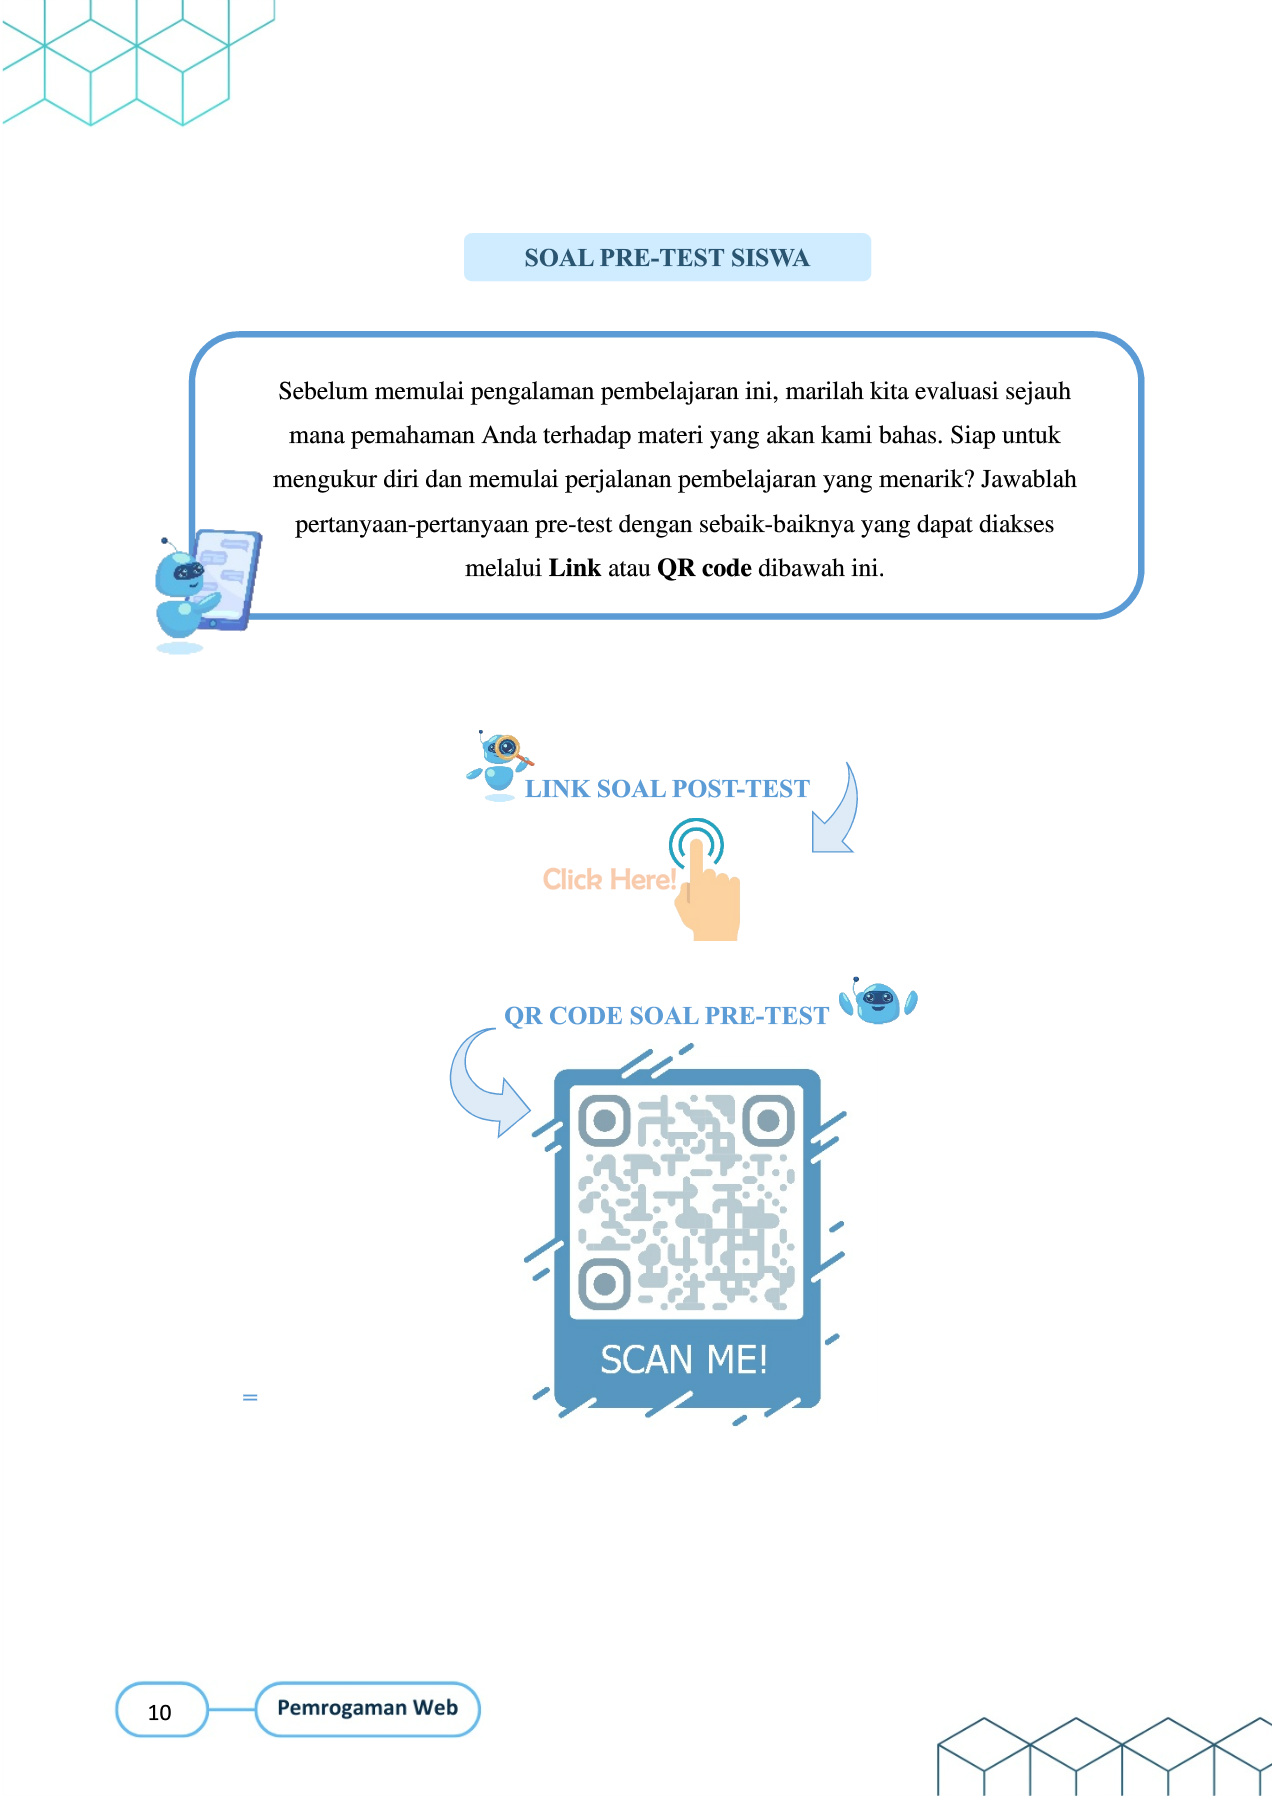 SOAL PRE-TEST SISWA
Sebelum memulai pengalaman pembelajaran ini, marilah kita evaluasi sejauh
mana pemahaman Anda terhadap materi yang akan kami bahas. Siap untuk
mengukur diri dan memulai perjalanan pembelajaran yang menarik? Jawablah
pertanyaan-pertanyaan pre-test dengan sebaik-baiknya yang dapat diakses
melalui Link atau QR code dibawah ini.
LINK SOAL POST-TEST
Click Here!
QR CODE SOAL PRE-TEST
SCAN ME!
=
10
Pemrogaman Web